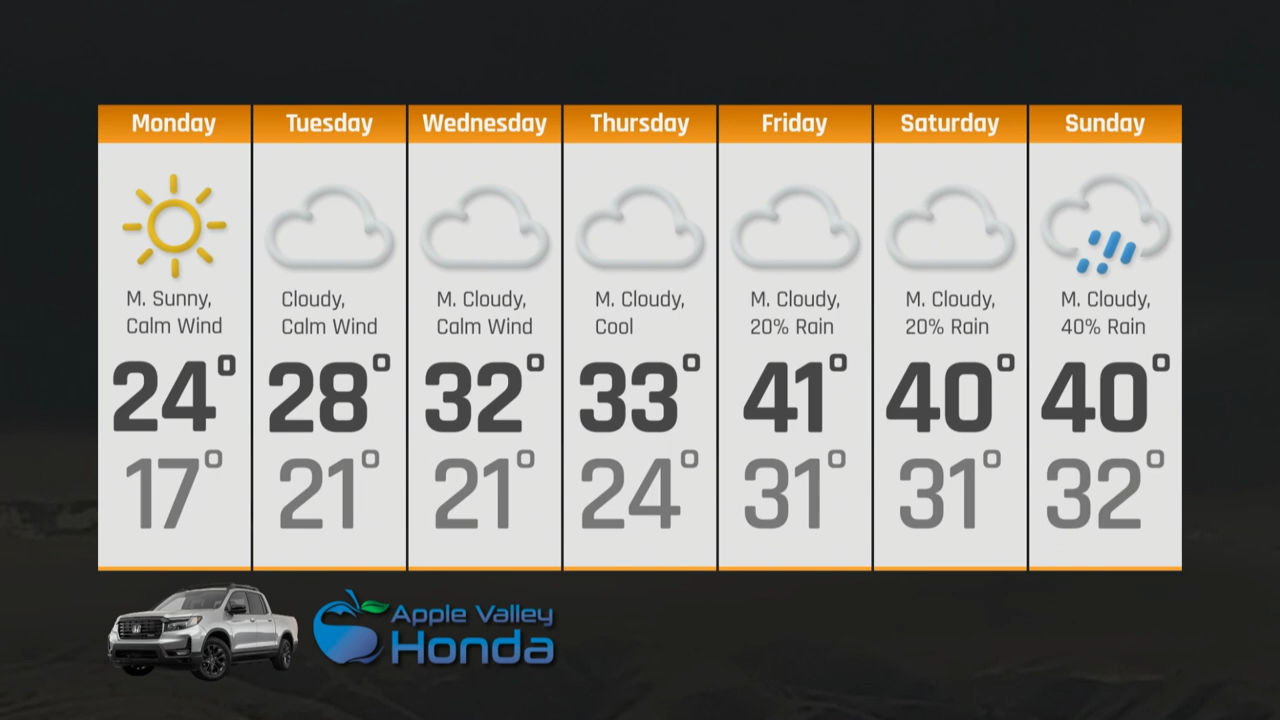 Monday
Tuesday
Wednesday
Thursday
Friday
Saturday
Sunday
M. Sunny,
Calm Wind
24°
17°
Cloudy,
Calm Wind
28°
21°
M. Cloudy,
Calm Wind
32°
21°
M. Cloudy,
Cool
33°
24°
M. Cloudy,
20% Rain
41°
31°
M. Cloudy,
20% Rain
40°
31°
M. Cloudy,
40% Rain
40°
32°
Apple Valley
Honda